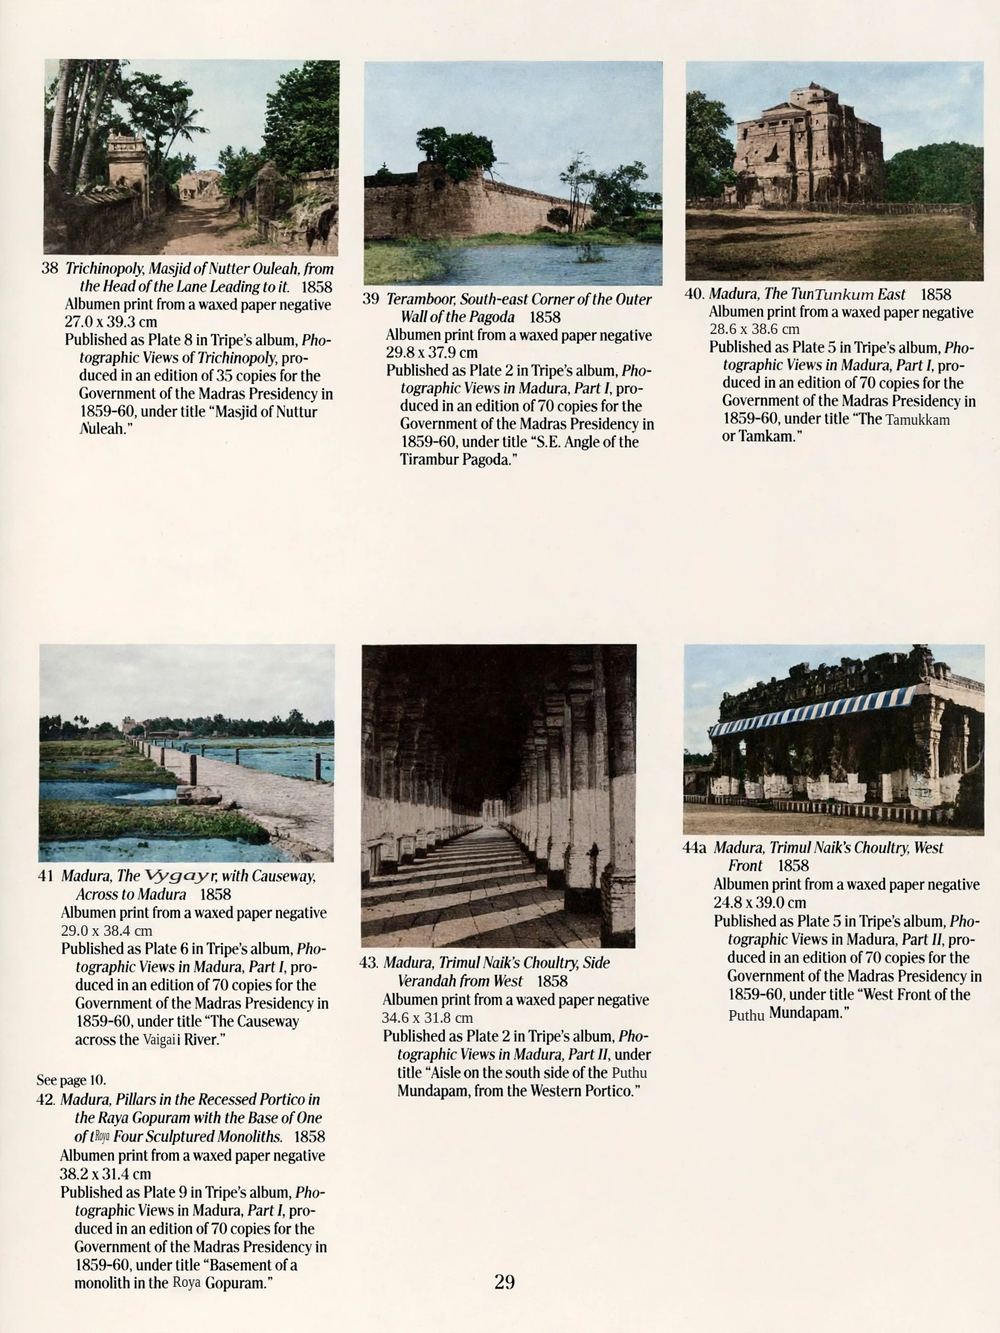 38 Trichinopoly, Masjid of Nutter Ouleah, from
the Head of the Lane Leading to it. 1858
Albumen print from a waxed paper negative
27.0 x 39.3 cm
Published as Plate 8 in Tripe's album, Pho-
tographic Views of Trichinopoly, pro-
duced in an edition of 35 copies for the
Government of the Madras Presidency in
1859-60, under title “Masjid of Nuttur
Nuleah.”
39 Teramboor, South-east Corner of the Outer
Wall of the Pagoda 1858
Albumen print from a waxed paper negative
29.8 x 37.9 cm
Published as Plate 2 in Tripe's album, Pho-
tographic Views in Madura, Part I, pro-
duced in an edition of 70 copies for the
Government of the Madras Presidency in
1859-60, under title “S.E. Angle of the
Tirambur Pagoda.”
40. Madura, The TunTunkum East 1858
Albumen print from a waxed paper negative
28.6 x 38.6 cm
Published as Plate 5 in Tripe's album, Pho-
tographic Views in Madura, Part I, pro-
duced in an edition of 70 copies for the
Government of the Madras Presidency in
1859-60, under title “The Tamukkam
or Tamkam.”
41 Madura, The Vygayr, with Causeway,
Across to Madura 1858
Albumen print from a waxed paper negative
29.0 x 38.4 cm
Published as Plate 6 in Tripe's album, Pho-
tographic Views in Madura, Part I, pro-
duced in an edition of 70 copies for the
Government of the Madras Presidency in
1859-60, under title “The Causeway
across the Vaigaii River.”
See page 10.
42. Madura, Pillars in the Recessed Portico in
the Raya Gopuram with the Base of One
of tRoya Four Sculptured Monoliths. 1858
Albumen print from a waxed paper negative
38.2 x 31.4 cm
Published as Plate 9 in Tripe's album, Pho-
tographic Views in Madura, Part I, pro-
duced in an edition of 70 copies for the
Government of the Madras Presidency in
1859-60, under title “Basement of a
monolith in the Roya Gopuram.”
43. Madura, Trimul Naik's Choultry, Side
Verandah from West 1858
Albumen print from a waxed paper negative
34.6 x 31.8 cm
Published as Plate 2 in Tripe's album, Pho-
tographic Views in Madura, Part II, under
title “Aisle on the south side of the Puthu
Mundapam, from the Western Portico.”
44a Madura, Trimul Naik's Choultry, West
Front 1858
Albumen print from a waxed paper negative
24.8 x 39.0 cm
Published as Plate 5 in Tripe's album, Pho-
tographic Views in Madura, Part II, pro-
duced in an edition of 70 copies for the
Government of the Madras Presidency in
1859-60, under title “West Front of the
Puthu Mundapam.”
29